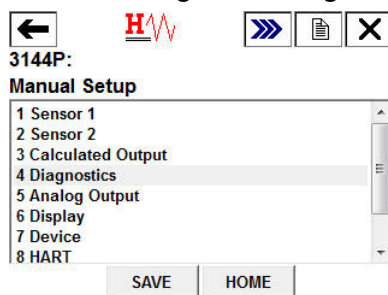 H
3144P:
Manual Setup
1 Sensor 1
2 Sensor 2
3 Calculated Output
4 Diagnostics
5 Analog Output
6 Display
7 Device
8 HART
SAVE HOME